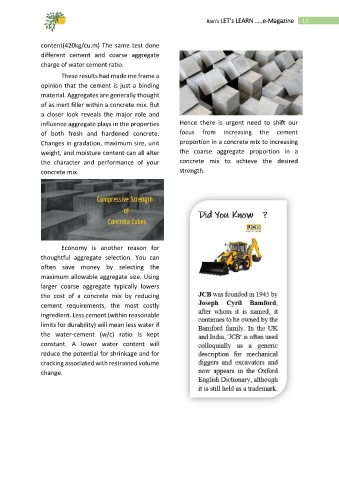 Ram's LET's LEARN .....e-Magazine 13
content(420kg/cu.m) The same test done
different cement and coarse aggregate
charge of water cement ratio.
These results had made me frame a
opinion that the cement is just a binding
material. Aggregates are generally thought
of as inert filler within a concrete mix. But
a closer look reveals the major role and
influence aggregate plays in the properties
of both fresh and hardened concrete.
Changes in gradation, maximum size, unit
weight, and moisture content can all alter
the character and performance of your
concrete mix.
Compressive Strength
of
Concrete Cubes
Economy is another reason for
thoughtful aggregate selection. You can
often save money by selecting the
maximum allowable aggregate size. Using
larger coarse aggregate typically lowers
the cost of a concrete mix by reducing
cement requirements, the most costly
ingredient. Less cement (within reasonable
limits for durability) will mean less water if
the water-cement (w/c) ratio is kept
constant. A lower water content will
reduce the potential for shrinkage and for
cracking associated with restrained volume
change.
Hence there is urgent need to shift our
focus from increasing the cement
proportion in a concrete mix to increasing
the coarse aggregate proportion in a
concrete mix to achieve the desired
strength.
Did You Know ?
JCB
JCB was founded in 1945 by
Joseph Cyril Bamford,
after whom it is named; it
continues to be owned by the
Bamford family. In the UK
and India, 'JCB' is often used
colloquially as a generic
description for mechanical
diggers and excavators and
now appears in the Oxford
English Dictionary, although
it is still held as a trademark.